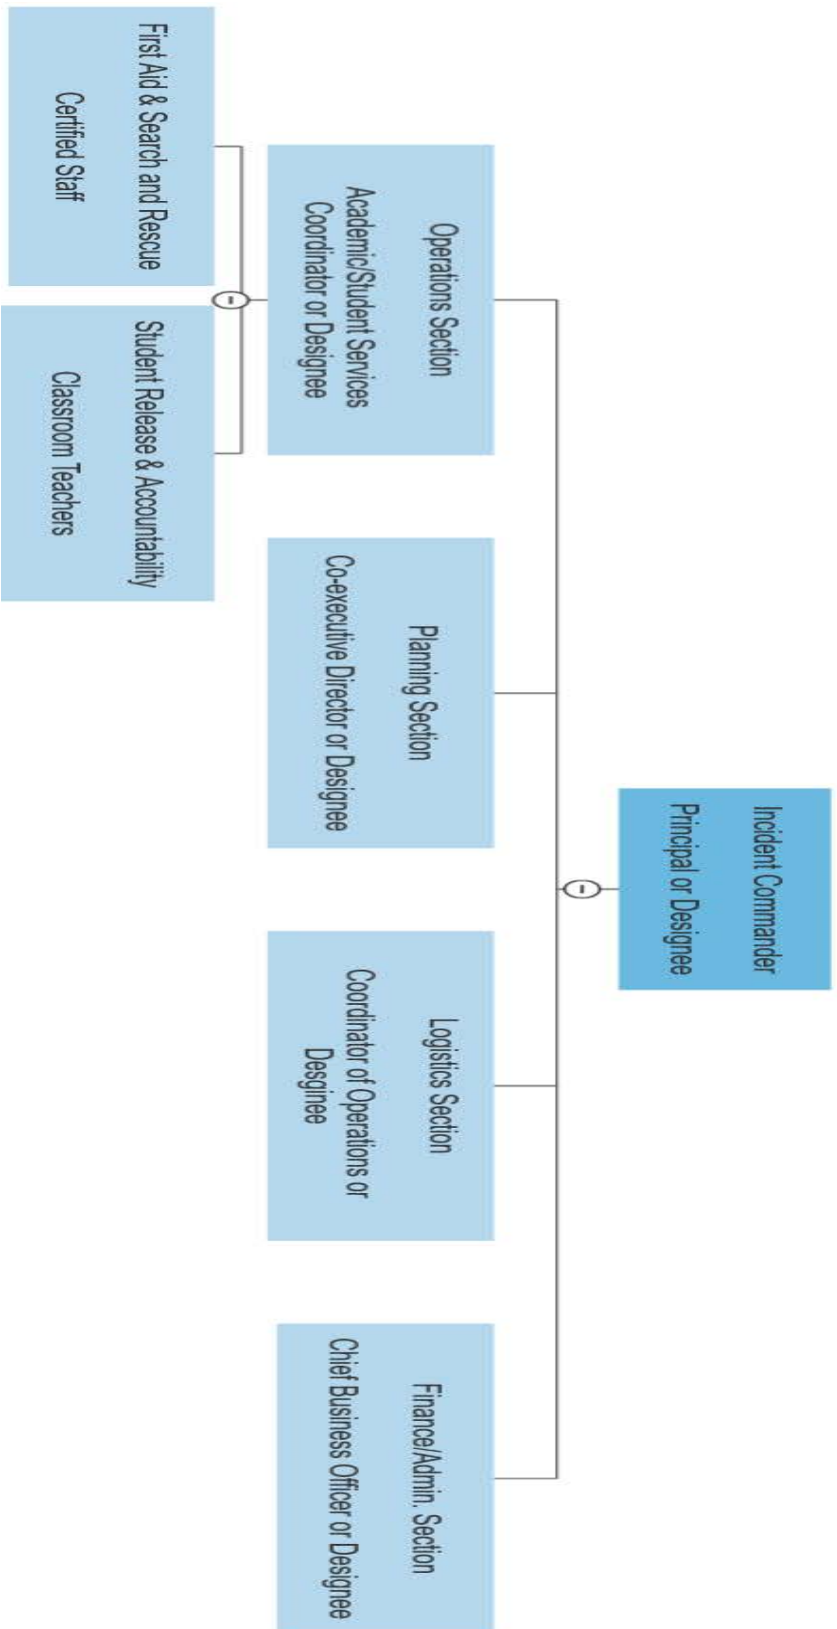 Incident Commander
Principal or Designee
Operations Section
Academic/Student Services
Coordinator or Designee
Planning Section
Co-executive Director or Designee
Logistics Section
Coordinator of Operations or
Desginee
Finance/Admin. Section
Chief Business Officer or Designee
First Aid & Search and Rescue
Certified Staff
Student Release & Accountability
Classroom Teachers